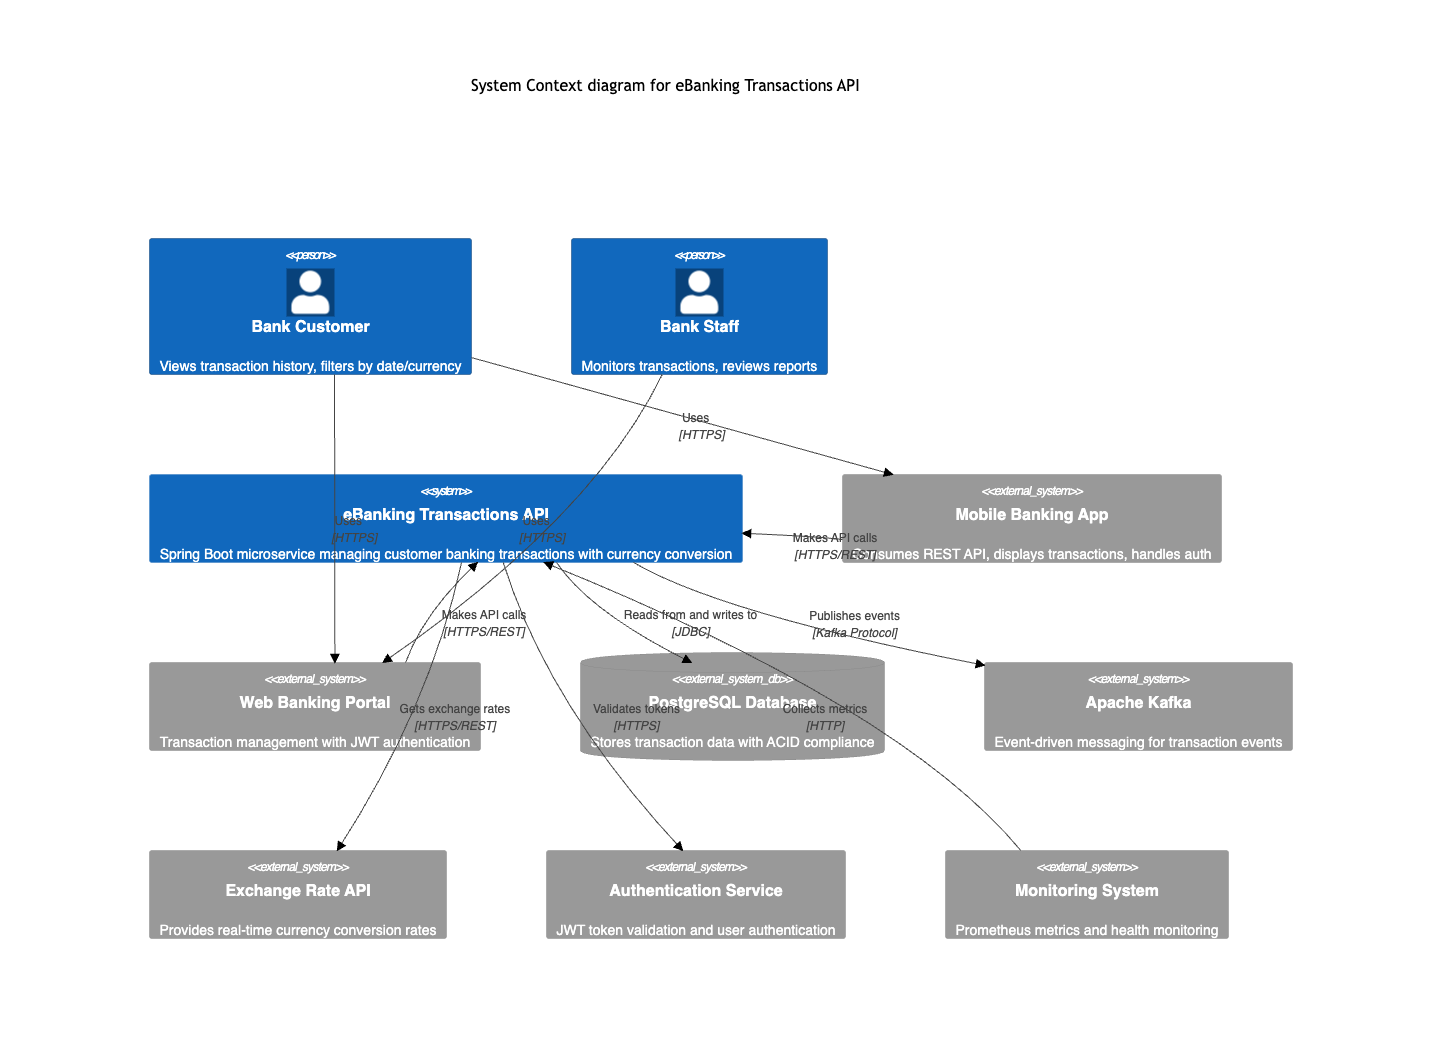 System Context diagram for eBanking Transactions API
<<person>>
Bank Customer
Views transaction history, filters by date/currency
<<person>>
Bank Staff
Monitors transactions, reviews reports
Uses
[HTTPS]
<<system>>
eBanking Transactions API
Spring Boot microservice managing customer banking transactions with currency conversion
Uses
[HTTPS]
Uses
[HTTPS]
<<external_system>>
Mobile Banking App
Consumes REST API, displays transactions, handles auth
Makes API calls
[HTTPS/REST]
Makes API calls
[HTTPS/REST]
Reads from and writes to
[JDBC]
Publishes events
[Kafka Protocol]
<<external_system>>
Web Banking Portal
Transaction management with JWT authentication
Gets exchange rates
[HTTPS/REST]
<<external_system_db>>
PostgreSQL Database
Stores transaction data with ACID compliance
Validates tokens
[HTTPS]
Collects metrics
[HTTP]
<<external_system>>
Apache Kafka
Event-driven messaging for transaction events
<<external_system>>
Exchange Rate API
Provides real-time currency conversion rates
<<external_system>>
Authentication Service
JWT token validation and user authentication
<<external_system>>
Monitoring System
Prometheus metrics and health monitoring